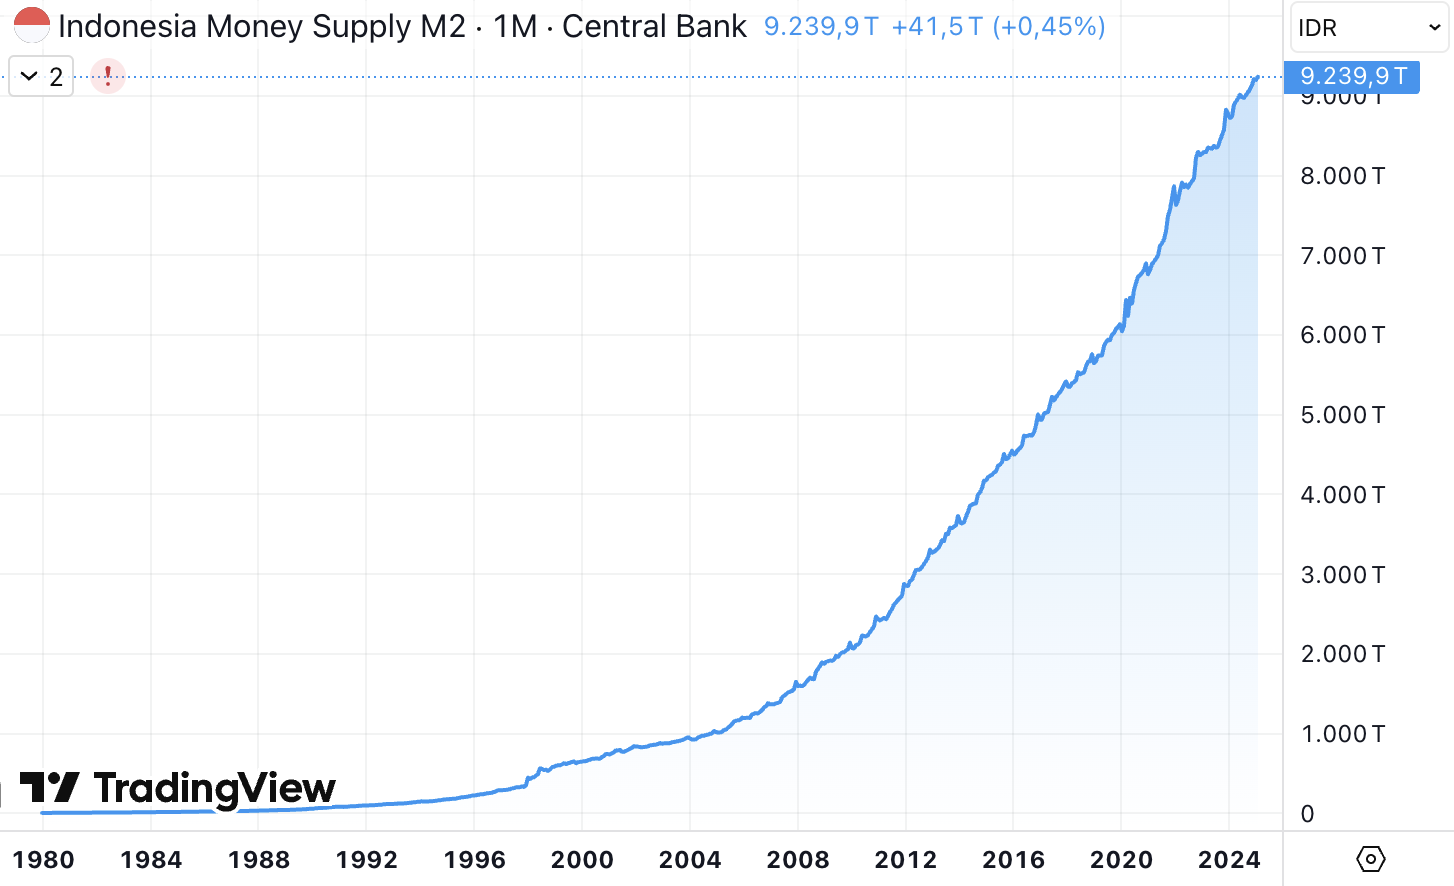 Indonesia Money Supply M2 · 1M · Central Bank 9.239,9 T +41,5 T (+0,45%)
IDR
2
!
9.239,9 T
9.000 T
8.000 T
7.000 T
6.000 T
5.000 T
4.000 T
3.000 T
2.000 T
1.000 T
0
TradingView
1980 1984 1988 1992 1996 2000 2004 2008 2012 2016 2020 2024